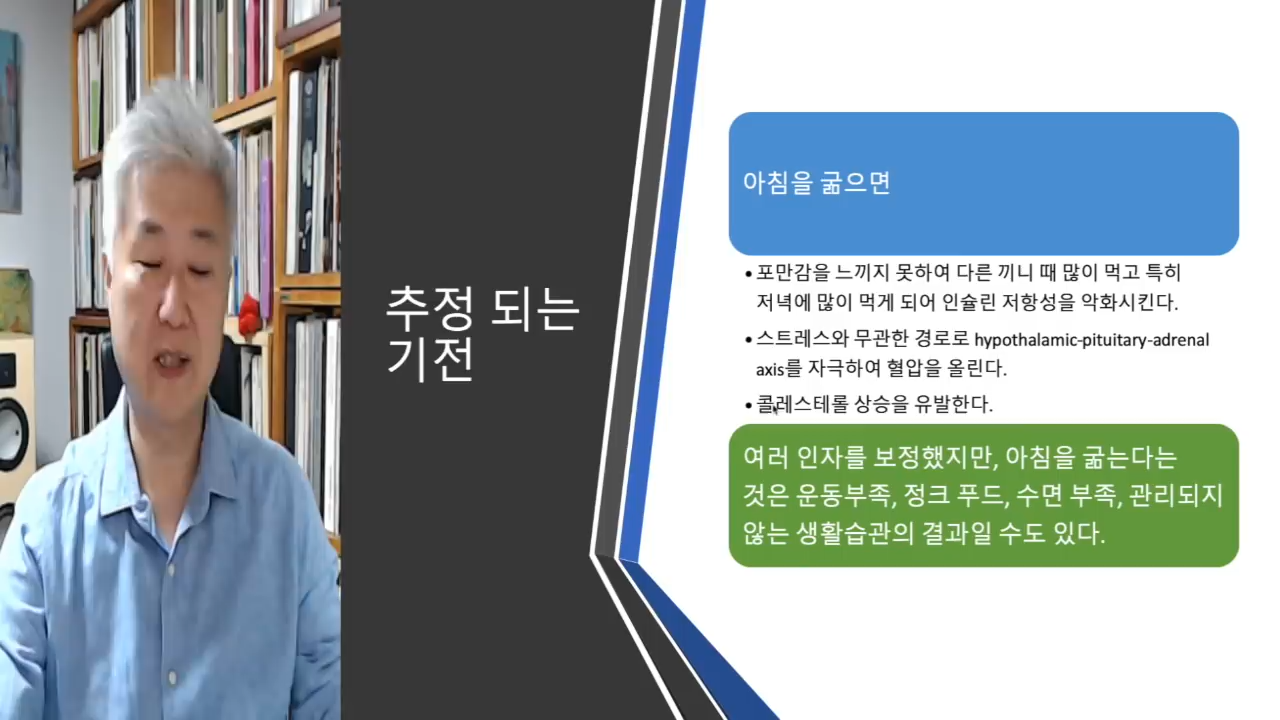 추정 되는
기전
아침을 굶으면
• 포만감을 느끼지 못하여 다른 끼니 때 많이 먹고 특히
저녁에 많이 먹게 되어 인슐린 저항성을 악화시킨다.
• 스트레스와 무관한 경로로 hypothalamic-pituitary-adrenal
axis를 자극하여 혈압을 올린다.
• 콜레스테롤 상승을 유발한다.
여러 인자를 보정했지만, 아침을 굶는다는
것은 운동부족, 정크 푸드, 수면 부족, 관리되지
않는 생활습관의 결과일 수도 있다.